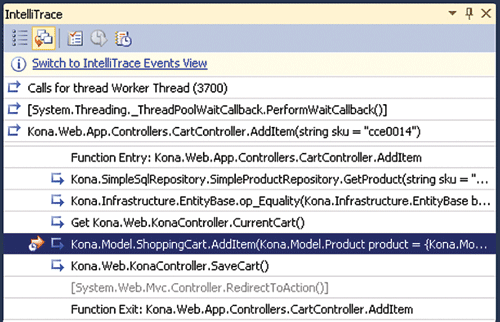 IntelliTrace
Switch to IntelliTrace Events View
Calls for thread Worker Thread (3700)
[System.Threading._ThreadPoolWaitCallback.PerformWaitCallback()]
Kona.Web.App.Controllers.CartController.AddItem(string sku = "cce0014")
Function Entry: Kona.Web.App.Controllers.CartController.AddItem
Kona.SimpleSqlRepository.SimpleProductRepository.GetProduct(string sku = "...
Kona.Infrastructure.EntityBase.op_Equality(Kona.Infrastructure.EntityBase b...
Get Kona.Web.KonaController.CurrentCart()
Kona.Model.ShoppingCart.AddItem(Kona.Model.Product product = {Kona.Mo...
Kona.Web.KonaController.SaveCart()
[System.Web.Mvc.Controller.RedirectToAction()]
Function Exit: Kona.Web.App.Controllers.CartController.AddItem